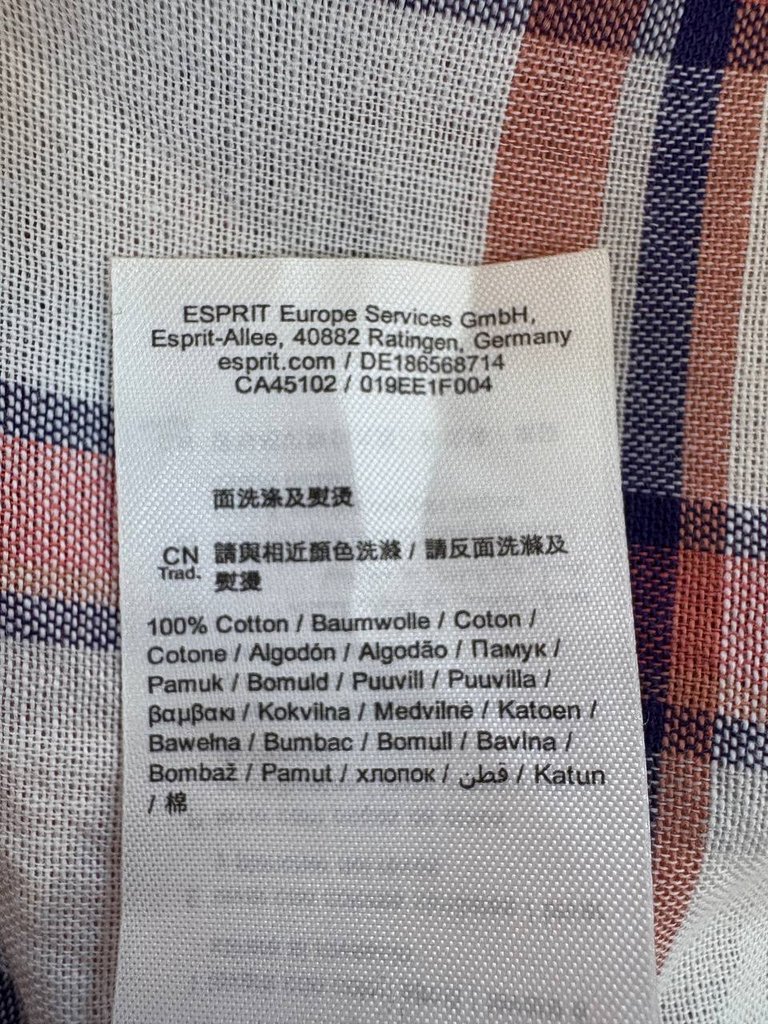 ESPRIT Europe Services GmbH,
Esprit-Allee, 40882 Ratingen, Germany
esprit.com / DE186568714
CA45102 / 019EE1F004
面洗涤及熨烫
CN 請與相近顏色洗滌 / 請反面洗滌及
Trad. 熨燙
100% Cotton / Baumwolle / Coton /
Cotone / Algodón / Algodão / Памук /
Pamuk / Bomuld / Puuvill / Puuvilla /
βαμβακι / Kokvilna / Medvilnė / Katoen /
Bawełna / Bumbac / Bomull / Bavlna /
Bombaž / Pamut / хлопок / قطن / Katun
/ 棉